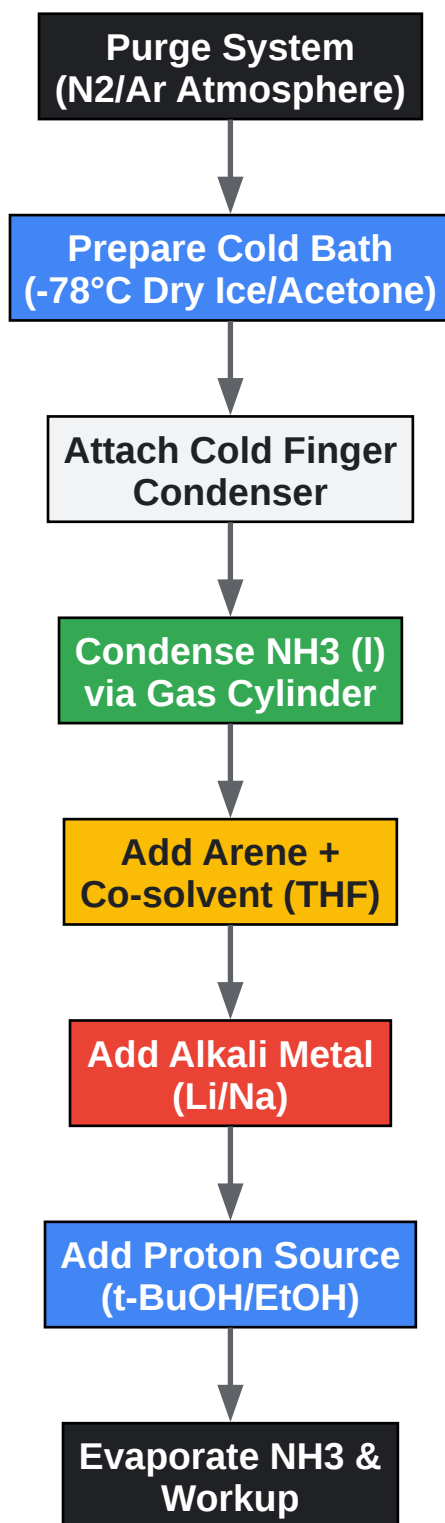 Purge System
(N2/Ar Atmosphere)
Prepare Cold Bath
(-78°C Dry Ice/Acetone)
Attach Cold Finger
Condenser
Condense NH3 (l)
via Gas Cylinder
Add Arene +
Co-solvent (THF)
Add Alkali Metal
(Li/Na)
Add Proton Source
(t-BuOH/EtOH)
Evaporate NH3 &
Workup